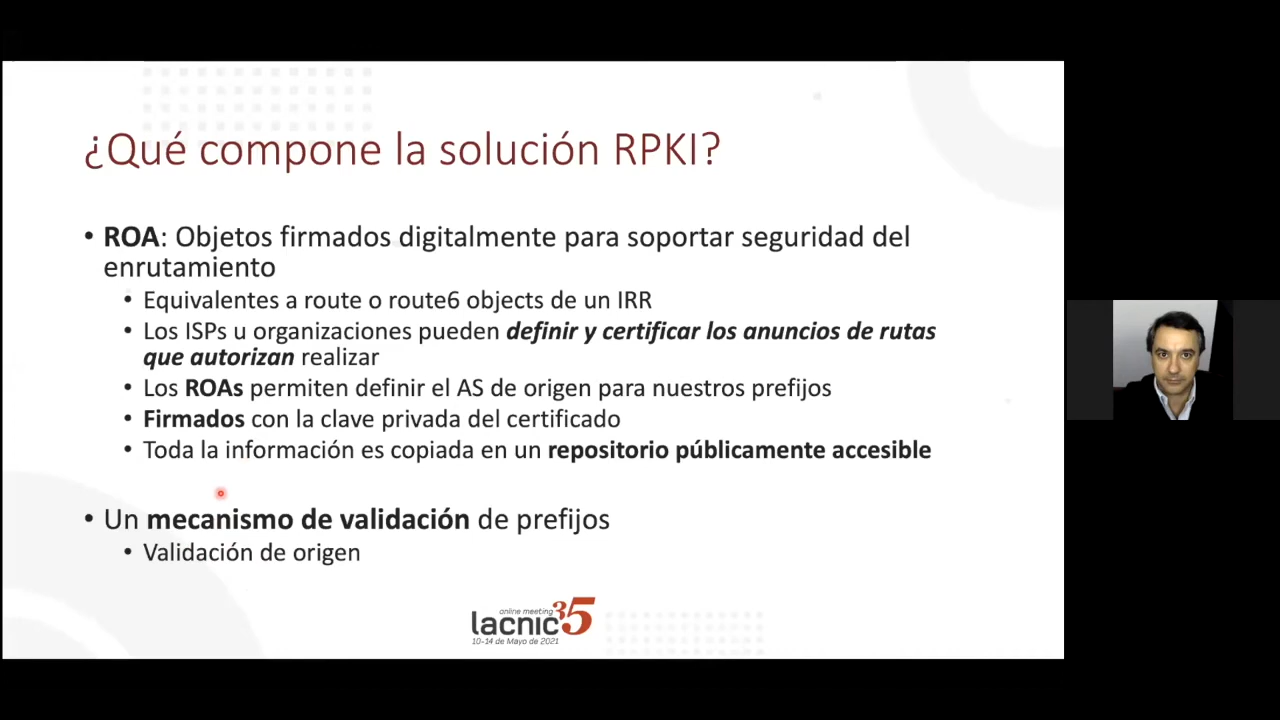 ¿Qué compone la solución RPKI?
• ROA: Objetos firmados digitalmente para soportar seguridad del
enrutamiento
• Equivalentes a route o route6 objects de un IRR
• Los ISPs u organizaciones pueden definir y certificar los anuncios de rutas
que autorizan realizar
• Los ROAs permiten definir el AS de origen para nuestros prefijos
• Firmados con la clave privada del certificado
• Toda la información es copiada en un repositorio públicamente accesible
• Un mecanismo de validación de prefijos
• Validación de origen
online meeting
lacnic 35
10-14 de Mayo de 2021